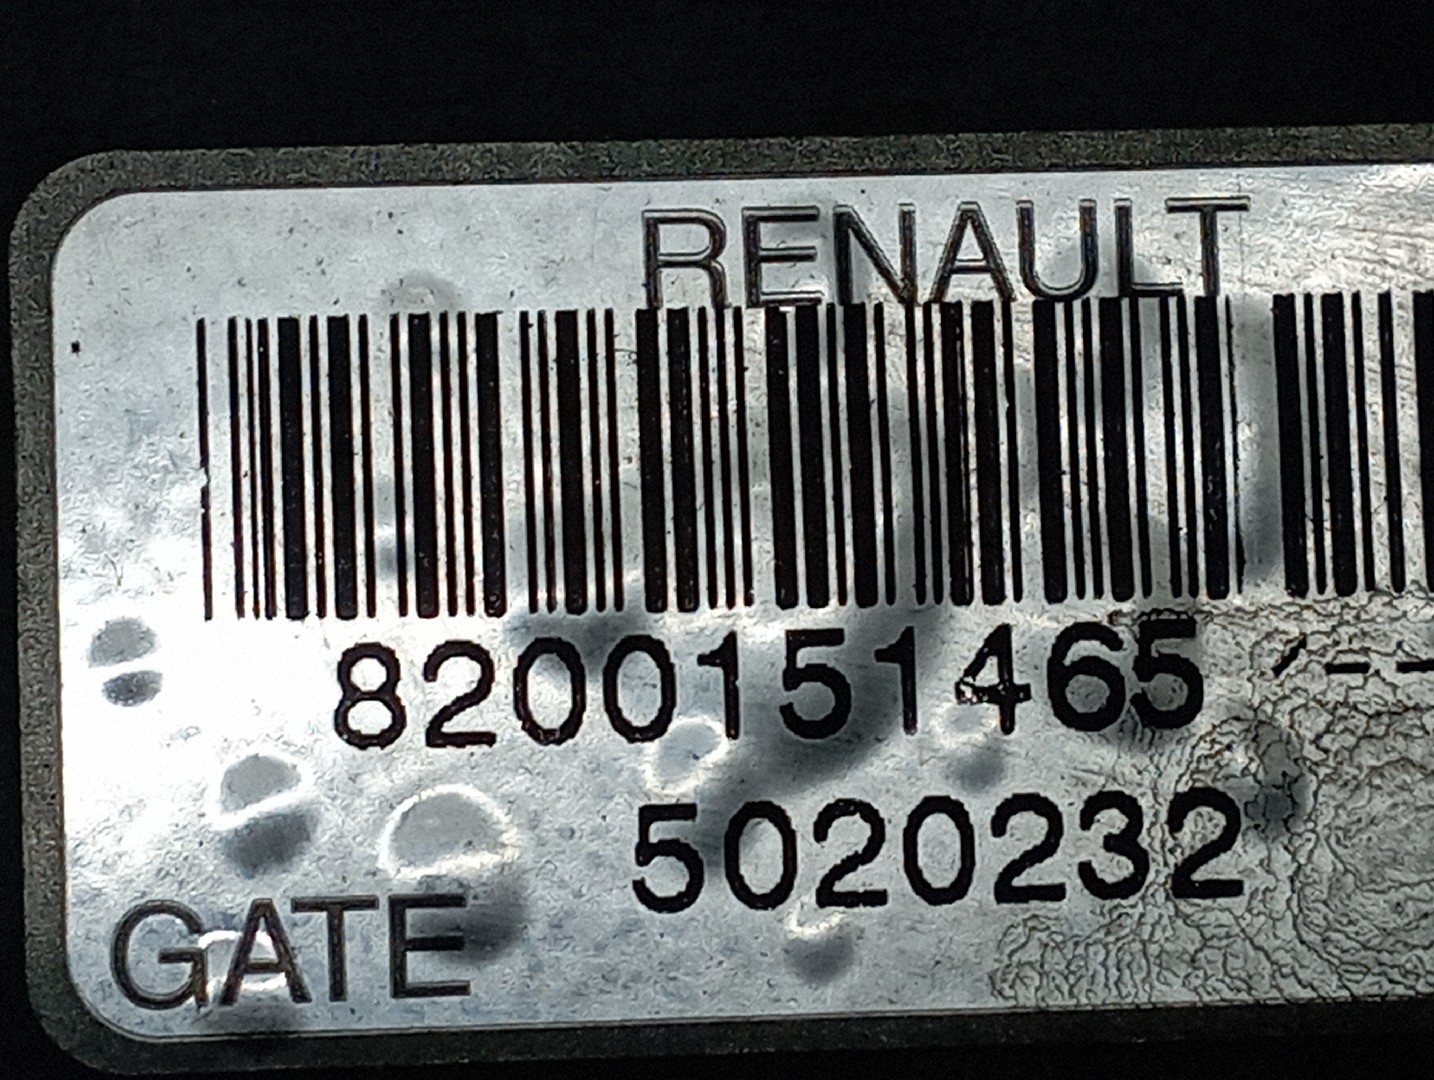 RENAULT
8200151465 /--
5020232
GATE